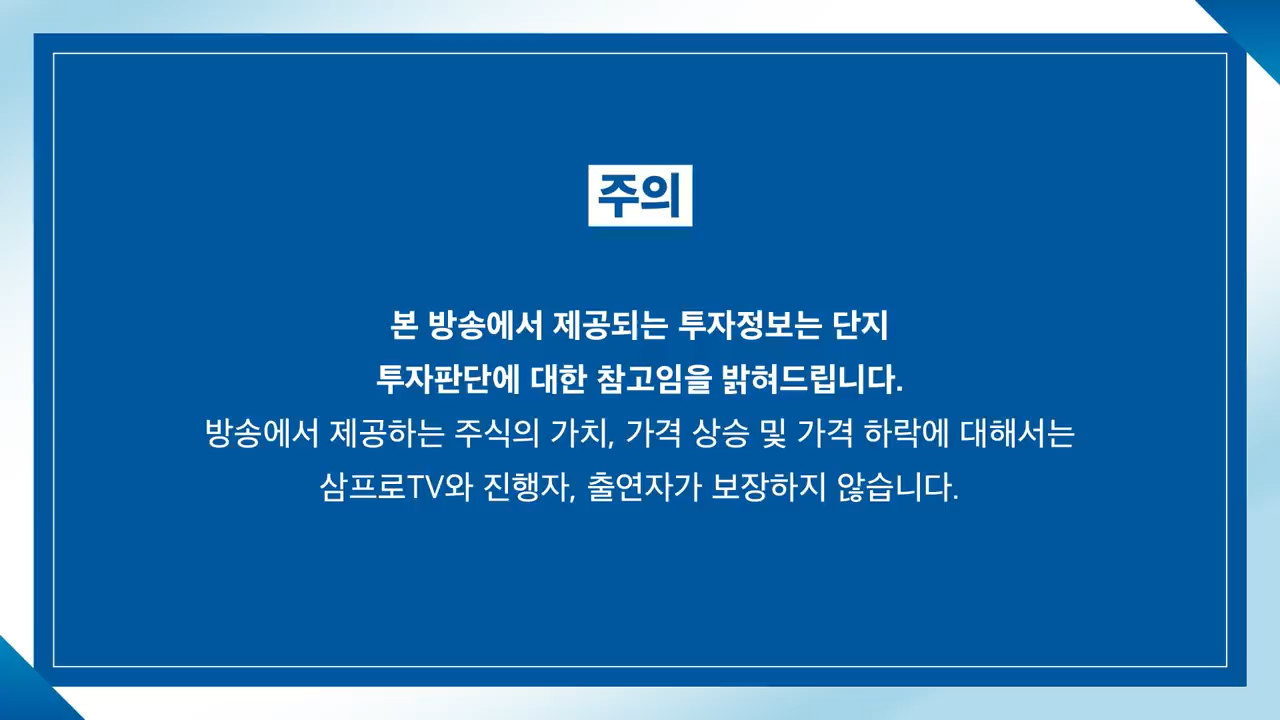 주의
본 방송에서 제공되는 투자정보는 단지
투자판단에 대한 참고임을 밝혀드립니다.
방송에서 제공하는 주식의 가치, 가격 상승 및 가격 하락에 대해서는
삼프로TV와 진행자, 출연자가 보장하지 않습니다.